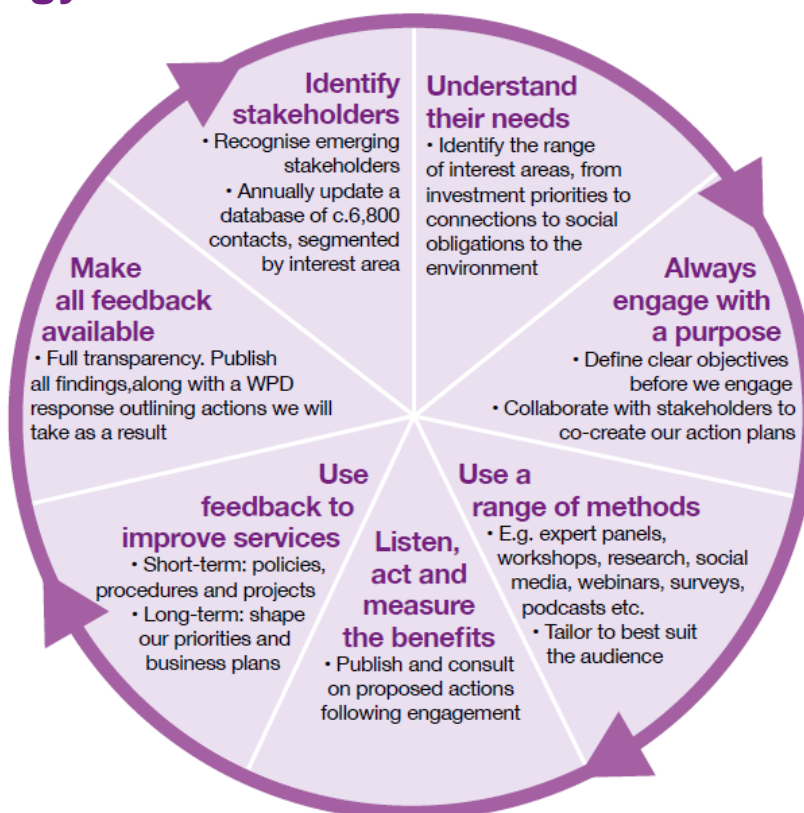 gy
Identify
stakeholders
• Recognise emerging
stakeholders
• Annually update a
database of c.6,800
contacts, segmented
by interest area
Understand
their needs
• Identify the range
of interest areas, from
investment priorities to
connections to social
obligations to the
environment
Always
engage with
a purpose
• Define clear objectives
before we engage
• Collaborate with stakeholders to
co-create our action plans
Use a
range of methods
• E.g. expert panels,
workshops, research, social
media, webinars, surveys,
podcasts etc.
• Tailor to best suit
the audience
Listen,
act and
measure
the benefits
• Publish and consult
on proposed actions
following engagement
Use
feedback to
improve services
• Short-term: policies,
procedures and projects
• Long-term: shape
our priorities and
business plans
Make
all feedback
available
• Full transparency. Publish
all findings,along with a WPD
response outlining actions we will
take as a result